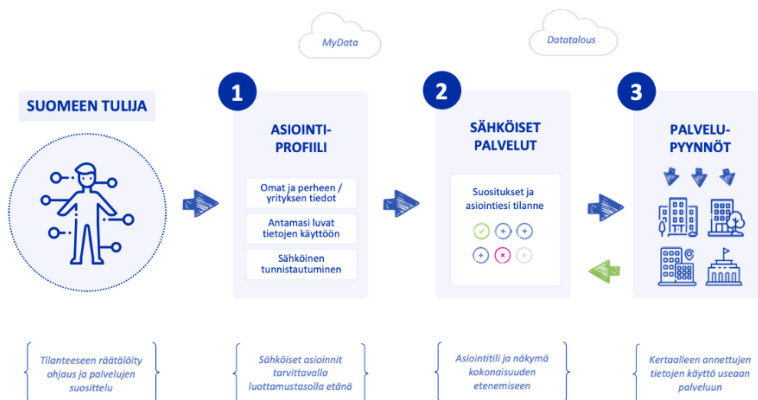 MyData
Datatalous
SUOMEEN TULIJA
1
ASIOINTI-
PROFIILI
Omat ja perheen /
yrityksen tiedot
Antamasi luvat
tietojen käyttöön
Sähköinen
tunnistautuminen
2
SÄHKÖISET
PALVELUT
Suositukset ja
asiointiesi tilanne
3
PALVELU-
PYYNNÖT
Tilanteeseen räätälöity
ohjaus ja palvelujen
suosittelu
Sähköiset asioinnit
tarvittavalla
luottamustasolla etänä
Asiointitili ja näkymä
kokonaisuuden
etenemiseen
Kertaalleen annettujen
tietojen käyttö useaan
palveluun